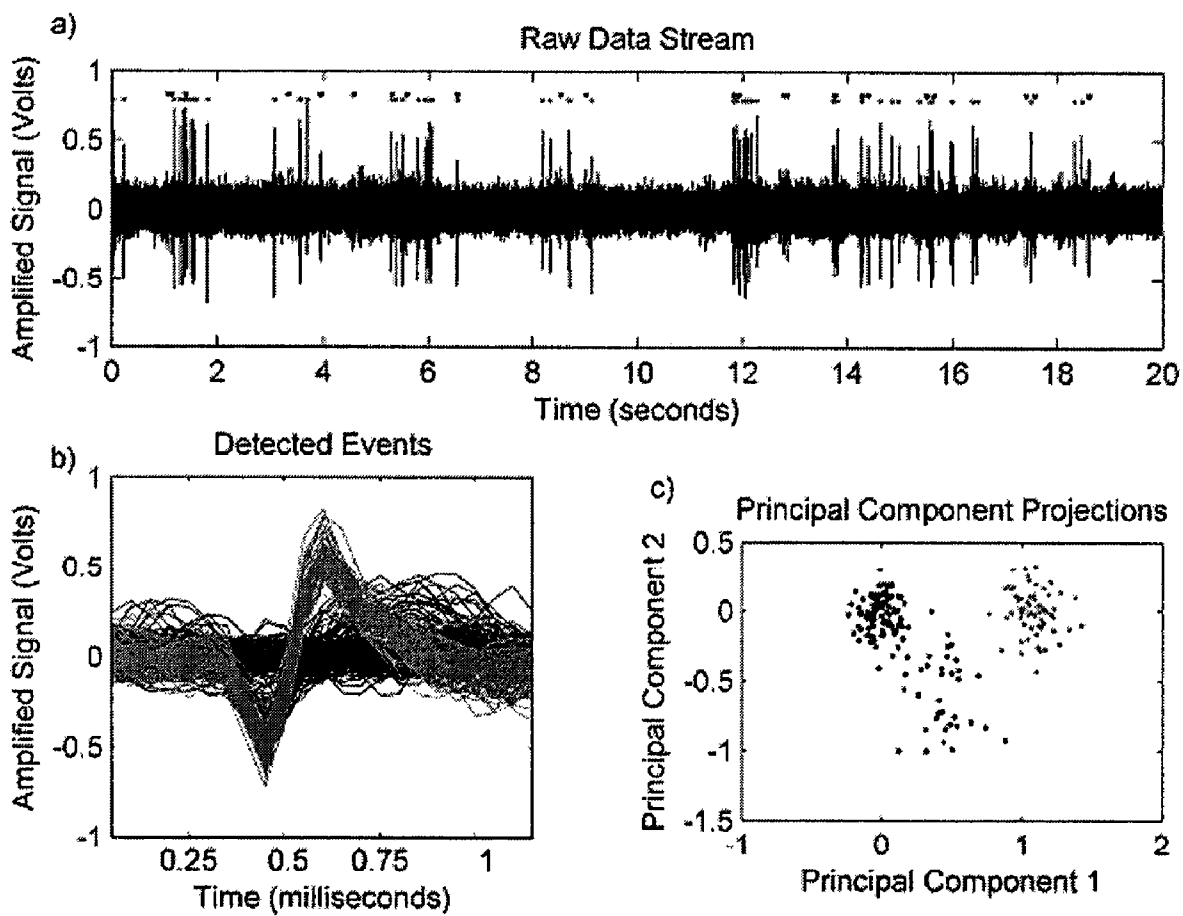 a)
Raw Data Stream
Amplified Signal (Volts)
1
0.5
0
-0.5
-1
0 2 4 6 8 10 12 14 16 18 20
Time (seconds)
b)
Detected Events
Amplified Signal (Volts)
1
0.5
0
-0.5
-1
0.25 0.5 0.75 1
Time (milliseconds)
c)
Principal Component Projections
Principal Component 2
0.5
0
-0.5
-1
-1.5
-1 0 1 2
Principal Component 1